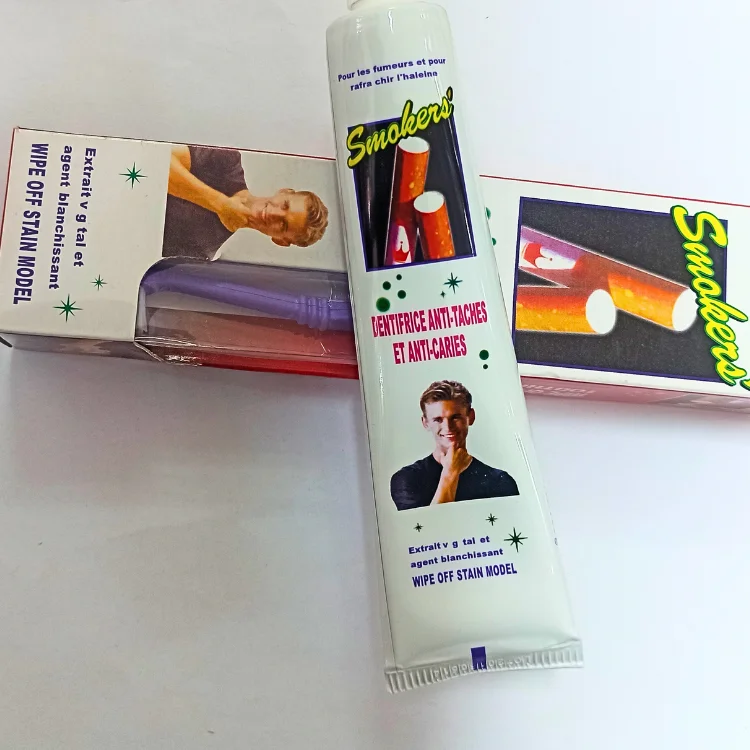 Pour les fumeurs et pour
rafra chir l'haleine
Smokers'
DENTIFRICE ANTI-TACHES
ET ANTI-CARIES
Extrait v g tal et
agent blanchissant
WIPE OFF STAIN MODEL
Extrait v g tal et
agent blanchissant
WIPE OFF STAIN MODEL
Smokers'